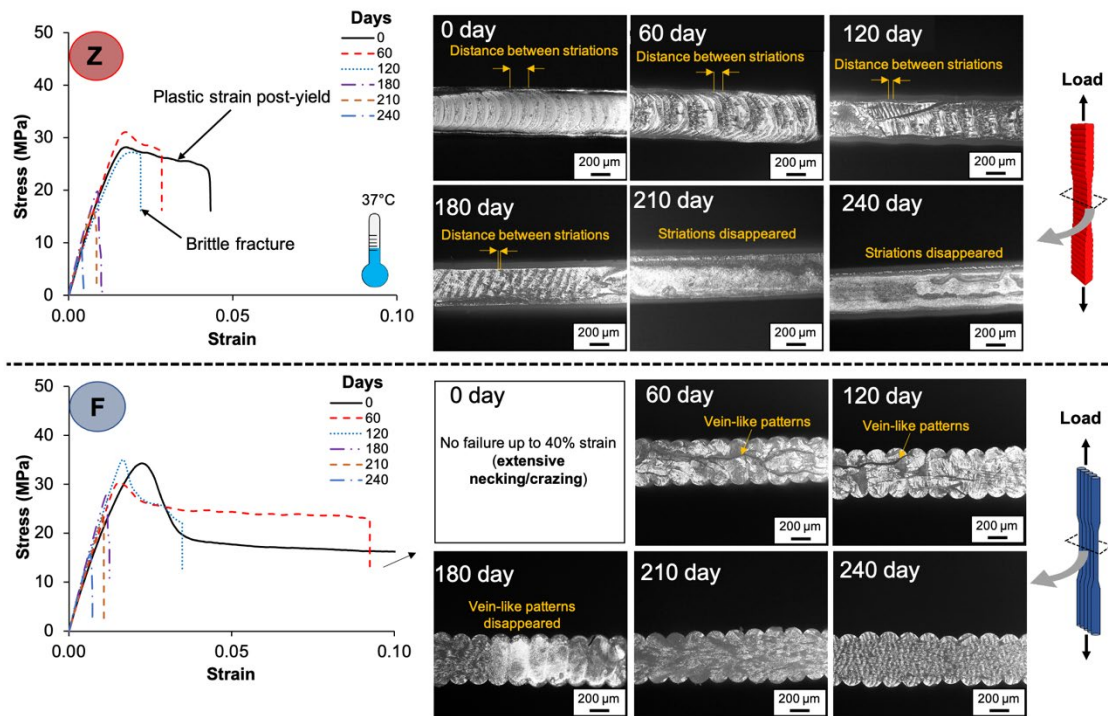 Z
Days
0
60
120
180
210
240
50
40
30
20
10
0
Stress (MPa)
Plastic strain post-yield
Brittle fracture
37°C
0.00
0.05
0.10
Strain
0 day
Distance between striations
200 µm
60 day
Distance between striations
200 µm
120 day
Distance between striations
200 µm
180 day
Distance between striations
200 µm
210 day
Striations disappeared
200 µm
240 day
Striations disappeared
200 µm
Load
F
Days
0
60
120
180
210
240
50
40
30
20
10
0
Stress (MPa)
0.00
0.05
0.10
Strain
0 day
No failure up to 40% strain
(extensive
necking/crazing)
60 day
Vein-like patterns
200 µm
120 day
Vein-like patterns
200 µm
180 day
Vein-like patterns
disappeared
200 µm
210 day
200 µm
240 day
200 µm
Load